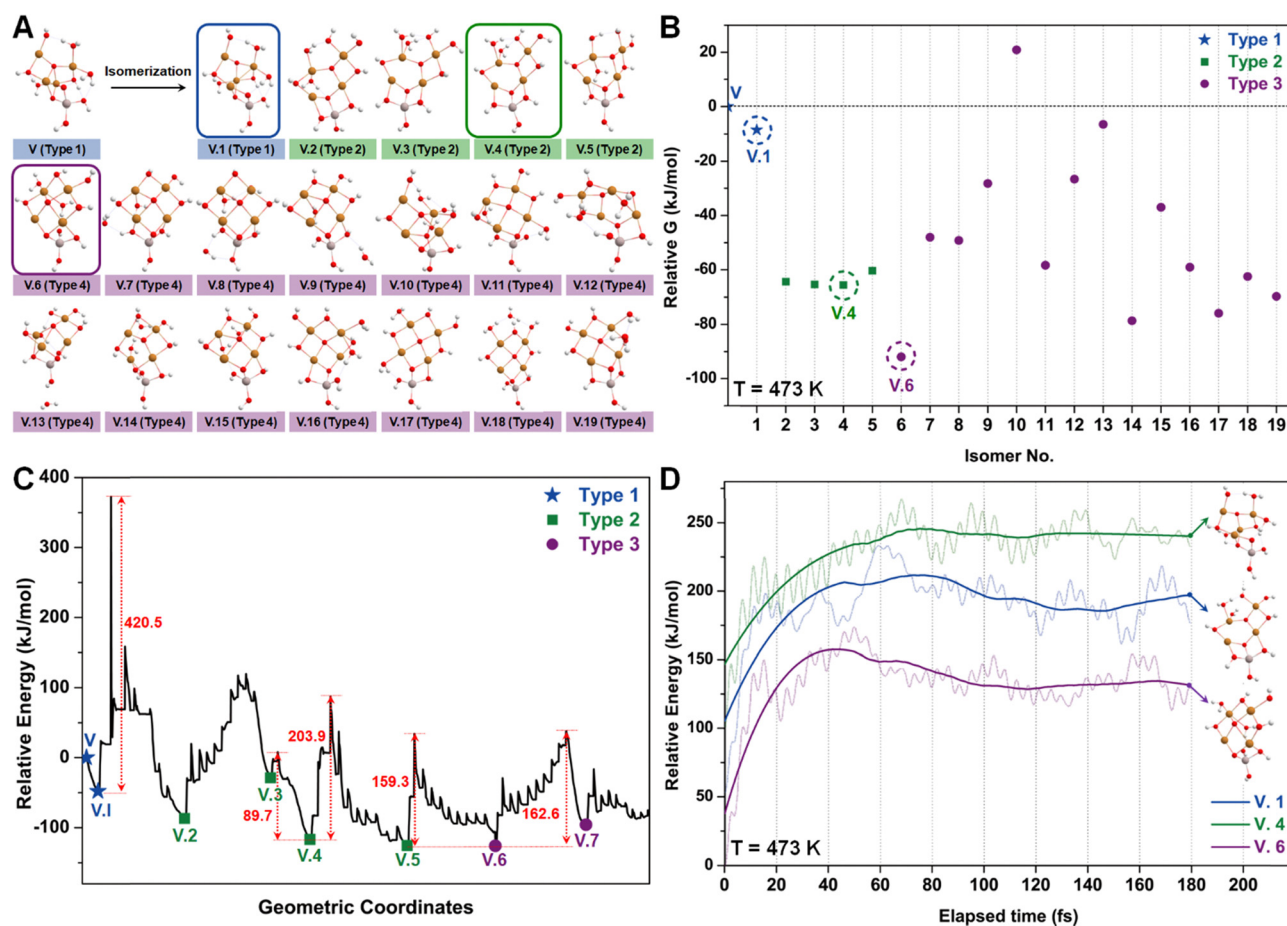 A
Isomerization
V (Type 1)
V.1 (Type 1)
V.2 (Type 2)
V.3 (Type 2)
V.4 (Type 2)
V.5 (Type 2)
V.6 (Type 4)
V.7 (Type 4)
V.8 (Type 4)
V.9 (Type 4)
V.10 (Type 4)
V.11 (Type 4)
V.12 (Type 4)
V.13 (Type 4)
V.14 (Type 4)
V.15 (Type 4)
V.16 (Type 4)
V.17 (Type 4)
V.18 (Type 4)
V.19 (Type 4)
B
Relative G (kJ/mol)
20
0
-20
-40
-60
-80
-100
Type 1
Type 2
Type 3
V
V.1
V.4
V.6
T = 473 K
1 2 3 4 5 6 7 8 9 10 11 12 13 14 15 16 17 18 19
Isomer No.
C
Relative Energy (kJ/mol)
400
300
200
100
0
-100
Type 1
Type 2
Type 3
420.5
203.9
159.3
162.6
89.7
V
V.I
V.2
V.3
V.4
V.5
V.6
V.7
Geometric Coordinates
D
Relative Energy (kJ/mol)
250
200
150
100
50
0
V. 1
V. 4
V. 6
T = 473 K
0 20 40 60 80 100 120 140 160 180 200
Elapsed time (fs)